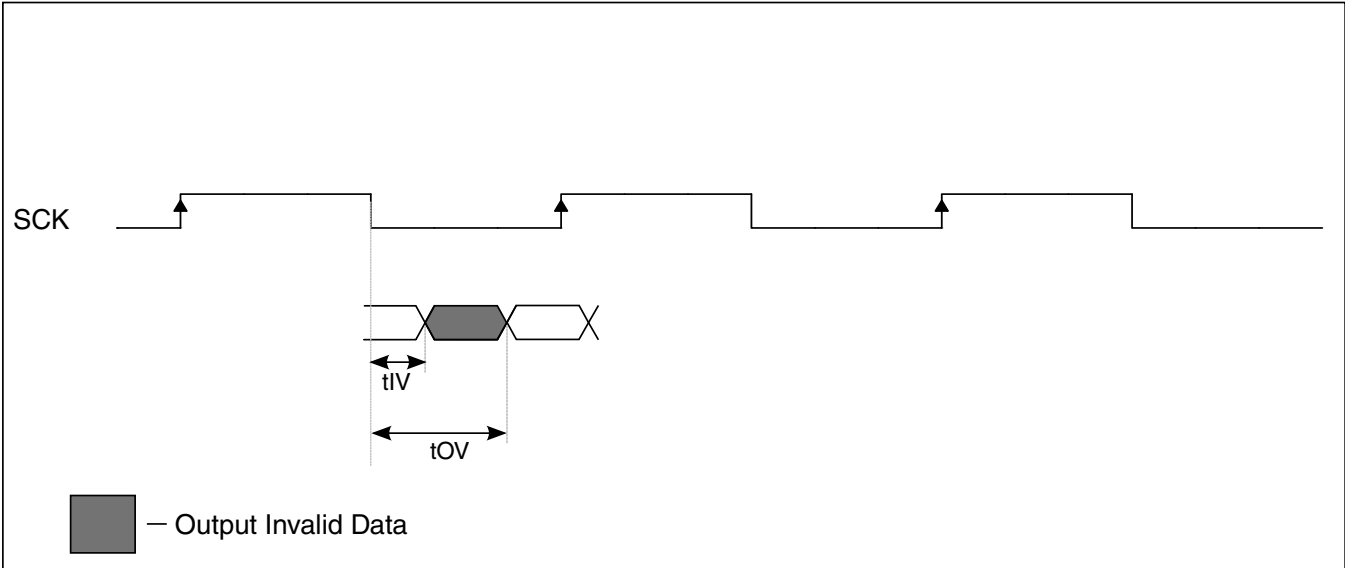 SCK
tIV
tOV
— Output Invalid Data